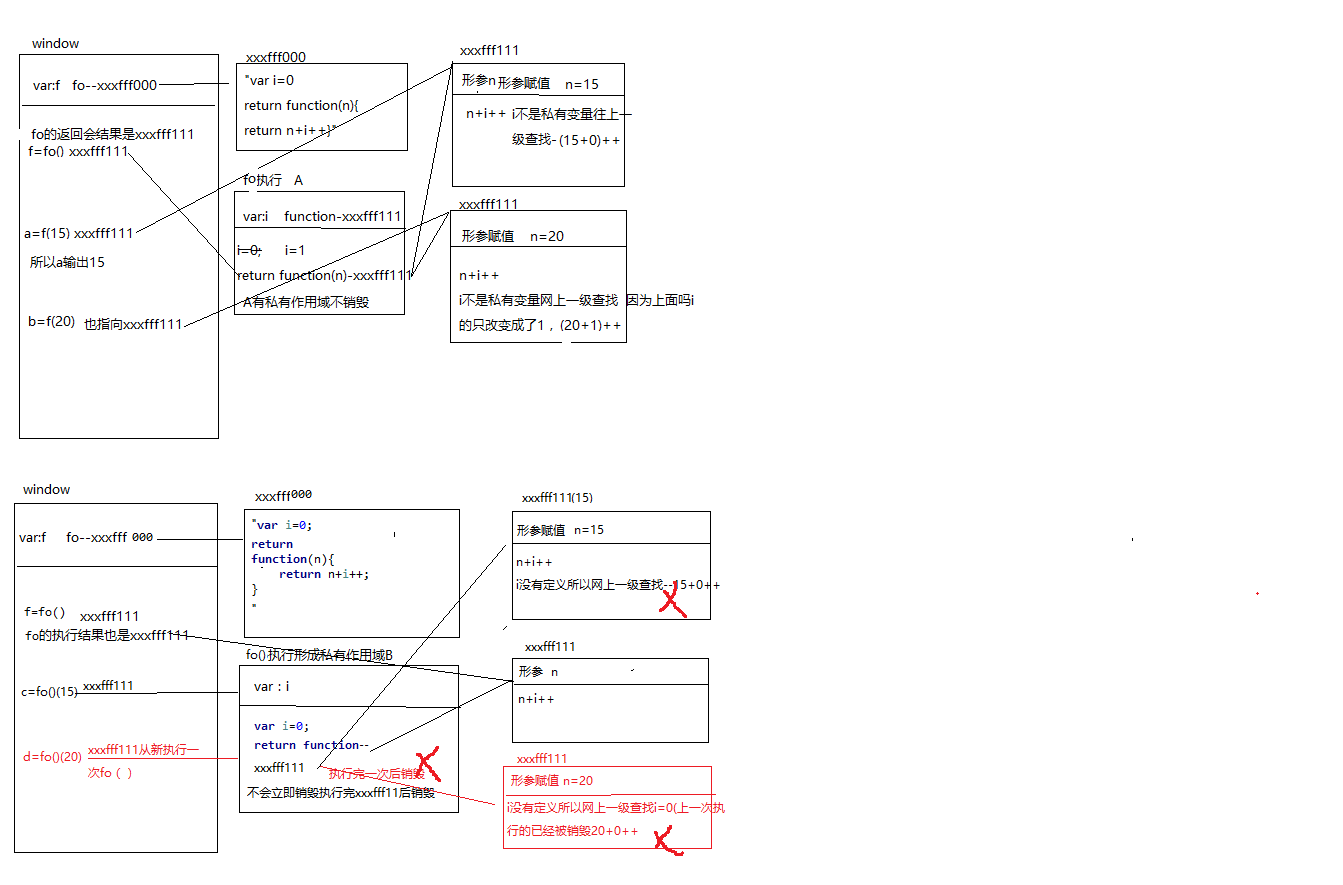 window
var:f fo--xxxfff000
fo的返回会结果是xxxfff111
f=fo() xxxfff111
a=f(15) xxxfff111
所以a输出15
b=f(20) 也指向xxxfff111
xxxfff000
"var i=0
return function(n){
return n+i++}"
fo执行 A
var:i function-xxxfff111
i=0; i=1
return function(n)-xxxfff111
A有私有作用域不销毁
xxxfff111
形参n 形参赋值 n=15
n+i++ i不是私有变量往上一
级查找-(15+0)++
xxxfff111
形参赋值 n=20
n+i++
i不是私有变量网上一级查找 因为上面吗i
的只改变成了1，(20+1)++
window
var:f fo--xxxfff 000
f=fo() xxxfff111
fo的执行结果也是xxxfff111
c=fo()(15) xxxfff111
d=fo()(20) xxxfff111从新执行一
次fo（）
xxxfff000
"var i=0;
return
function(n){
return n+i++;
}
"
fo()执行形成私有作用域B
var : i
var i=0;
return function--
xxxfff111
执行完一次后销毁
不会立即销毁执行完xxxfff11后销毁
xxxfff111(15)
形参赋值 n=15
n+i++
i没有定义所以网上一级查找--15+0++
xxxfff111
形参 n
n+i++
xxxfff111
形参赋值 n=20
i没有定义所以网上一级查找i=0(上一次执
行的已经被销毁20+0++